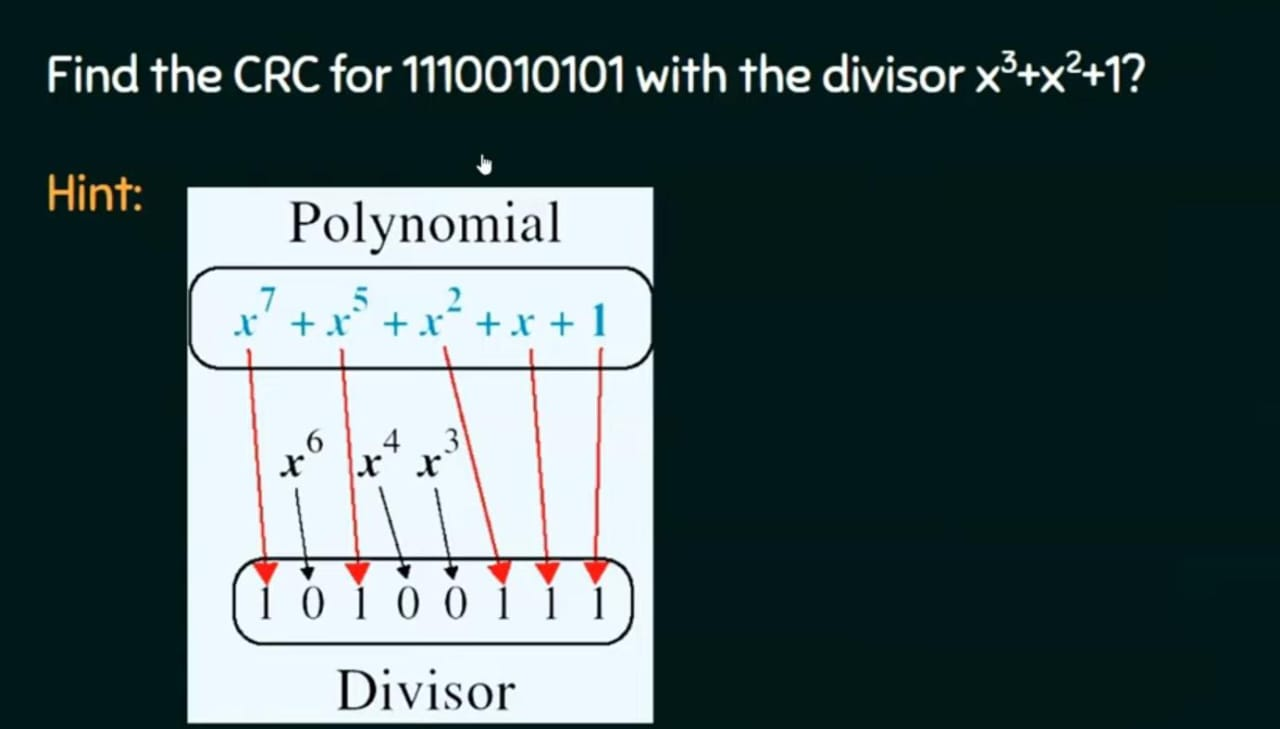 Find the CRC for 1110010101 with the divisor x³+x²+1?
Hint:
Polynomial
x⁷ + x⁵ + x² + x + 1
x⁶ x⁴ x³
1 0 1 0 0 1 1 1
Divisor